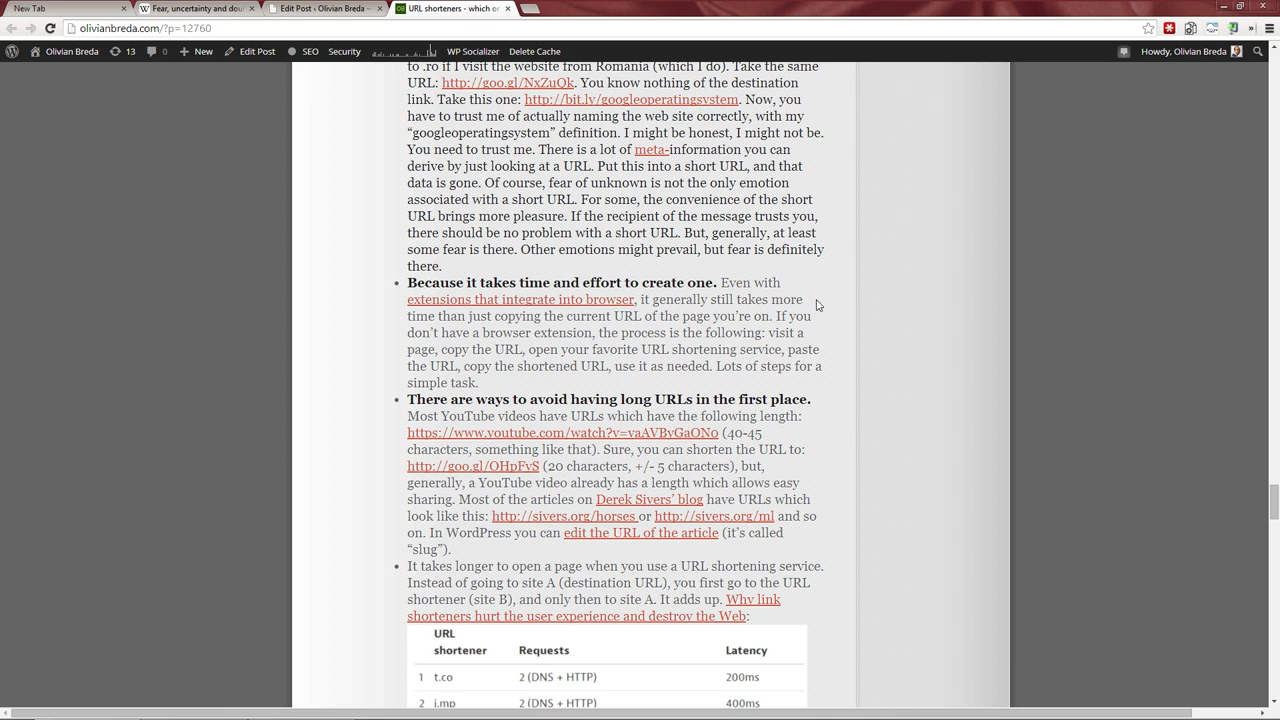 New Tab
Fear, uncertainty and dou
Edit Post ‹ Olivian Breda —
URL shorteners - which or
olivianbreda.com/?p=12760
Olivian Breda
13
0
New
Edit Post
SEO
Security
WP Socializer
Delete Cache
Howdy, Olivian Breda
to .ro if I visit the website from Romania (which I do). Take the same
URL: http://goo.gl/NxZuQk. You know nothing of the destination
link. Take this one: http://bit.ly/googleoperatingsystem. Now, you
have to trust me of actually naming the web site correctly, with my
“googleoperatingsystem” definition. I might be honest, I might not be.
You need to trust me. There is a lot of meta-information you can
derive by just looking at a URL. Put this into a short URL, and that
data is gone. Of course, fear of unknown is not the only emotion
associated with a short URL. For some, the convenience of the short
URL brings more pleasure. If the recipient of the message trusts you,
there should be no problem with a short URL. But, generally, at least
some fear is there. Other emotions might prevail, but fear is definitely
there.
• Because it takes time and effort to create one. Even with
extensions that integrate into browser, it generally still takes more
time than just copying the current URL of the page you’re on. If you
don’t have a browser extension, the process is the following: visit a
page, copy the URL, open your favorite URL shortening service, paste
the URL, copy the shortened URL, use it as needed. Lots of steps for a
simple task.
• There are ways to avoid having long URLs in the first place.
Most YouTube videos have URLs which have the following length:
https://www.youtube.com/watch?v=vaAVByGaON0 (40-45
characters, something like that). Sure, you can shorten the URL to:
http://goo.gl/OHpFvS (20 characters, +/- 5 characters), but,
generally, a YouTube video already has a length which allows easy
sharing. Most of the articles on Derek Sivers’ blog have URLs which
look like this: http://sivers.org/horses or http://sivers.org/ml and so
on. In WordPress you can edit the URL of the article (it’s called
“slug”).
• It takes longer to open a page when you use a URL shortening service.
Instead of going to site A (destination URL), you first go to the URL
shortener (site B), and only then to site A. It adds up. Why link
shorteners hurt the user experience and destroy the Web:
URL
shortener Requests Latency
1 t.co 2 (DNS + HTTP) 200ms
2 j.mp 2 (DNS + HTTP) 400ms